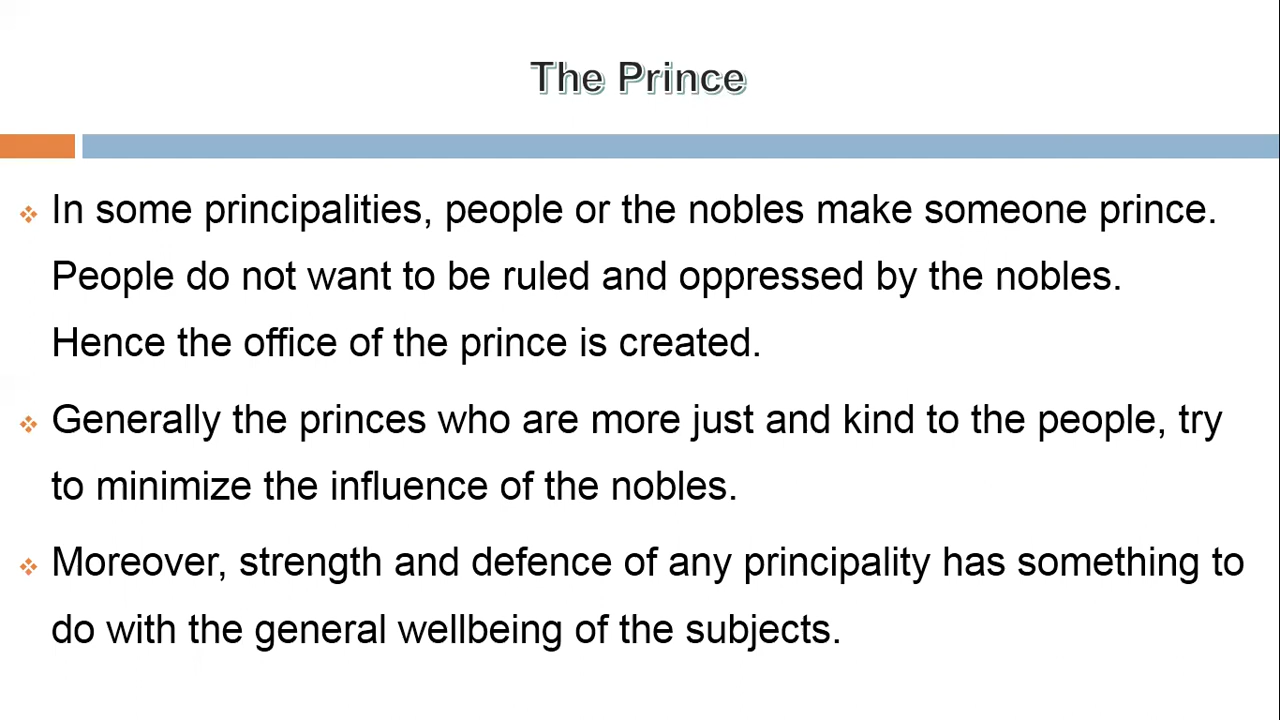 The Prince
In some principalities, people or the nobles make someone prince.
People do not want to be ruled and oppressed by the nobles.
Hence the office of the prince is created.
Generally the princes who are more just and kind to the people, try
to minimize the influence of the nobles.
Moreover, strength and defence of any principality has something to
do with the general wellbeing of the subjects.